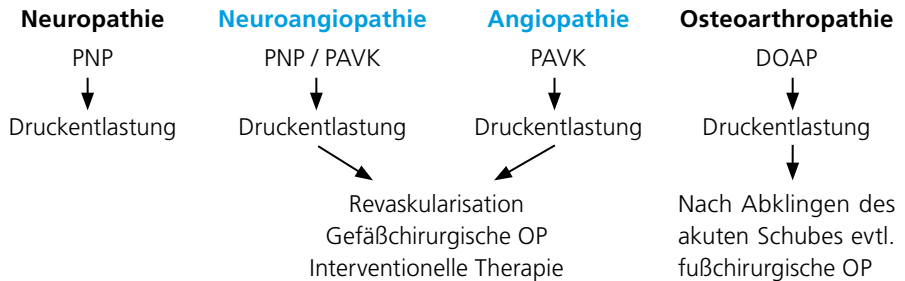 Neuropathie Neuroangiopathie Angiopathie Osteoarthropathie
PNP PNP / PAVK PAVK DOAP
Druckentlastung Druckentlastung Druckentlastung Druckentlastung
Revaskularisation Nach Abklingen des
Gefäßchirurgische OP akuten Schubes evtl.
Interventionelle Therapie fußchirurgische OP